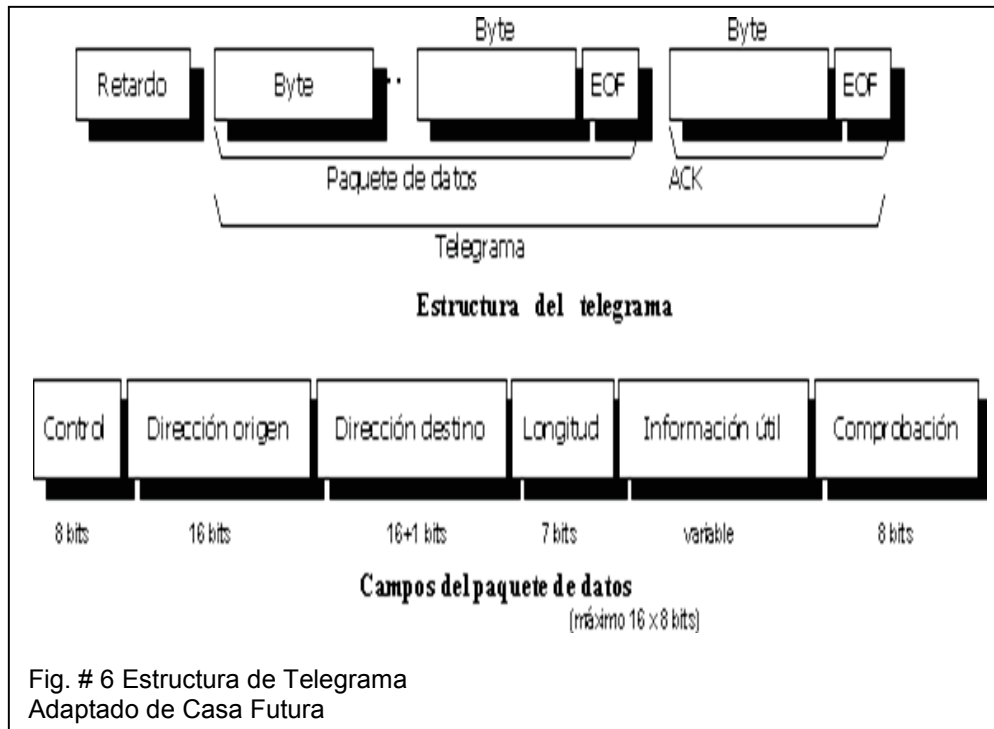 Byte Byte
Retardo Byte .. EOF EOF
Paquete de datos ACK
Telegrama
Estructura del telegrama
Control Dirección origen Dirección destino Longitud Información útil Comprobación
8 bits 16 bits 16+1 bits 7 bits variable 8 bits
Campos del paquete de datos
(máximo 16 x 8 bits)
Fig. # 6 Estructura de Telegrama
Adaptado de Casa Futura